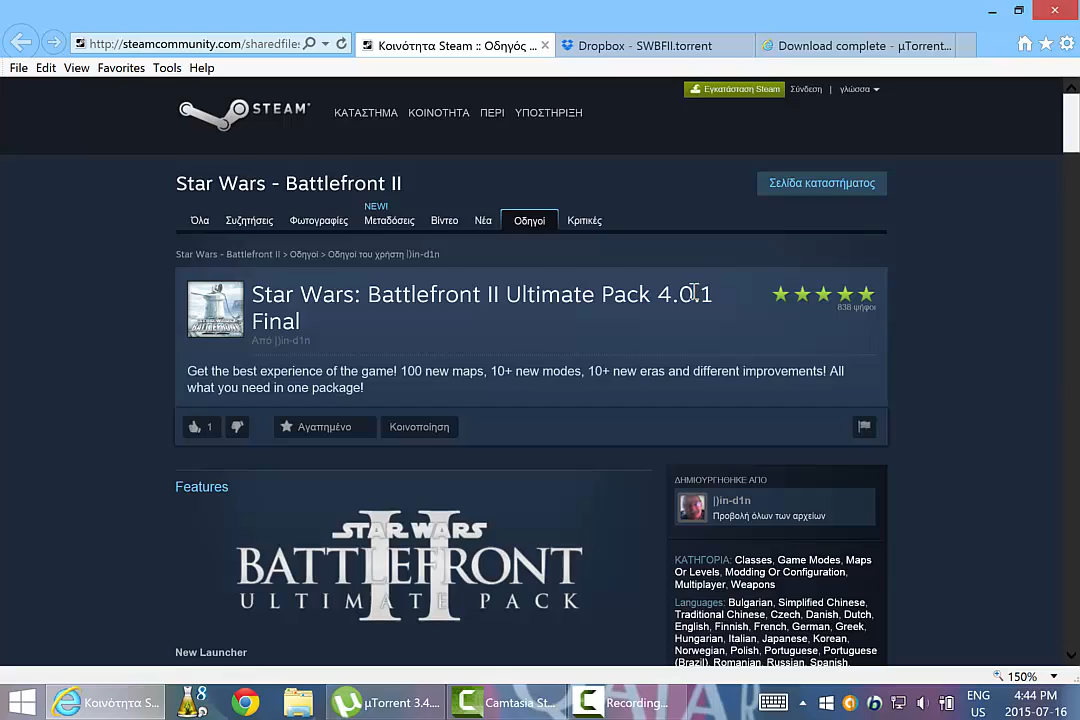 http://steamcommunity.com/sharedfile:
Κοινότητα Steam :: Οδηγός ...
Dropbox - SWBFII.torrent
Download complete - µTorrent...
File Edit View Favorites Tools Help
STEAM
ΚΑΤΑΣΤΗΜΑ ΚΟΙΝΟΤΗΤΑ ΠΕΡΙ ΥΠΟΣΤΗΡΙΞΗ
Εγκατάσταση Steam Σύνδεση | γλώσσα
Star Wars - Battlefront II
Σελίδα καταστήματος
NEW!
Όλα Συζητήσεις Φωτογραφίες Μεταδόσεις Βίντεο Νέα Οδηγοί Κριτικές
Star Wars - Battlefront II > Οδηγοί > Οδηγοί του χρήστη |)in-d1n
Star Wars: Battlefront II Ultimate Pack 4.0.1
Final
Από |)in-d1n
838 ψήφοι
Get the best experience of the game! 100 new maps, 10+ new modes, 10+ new eras and different improvements! All
what you need in one package!
1
Αγαπημένο
Κοινοποίηση
Features
STAR WARS
II
BATTLEFRONT
ULTIMATE PACK
New Launcher
ΔΗΜΙΟΥΡΓΗΘΗΚΕ ΑΠΟ
|)in-d1n
Προβολή όλων των αρχείων
ΚΑΤΗΓΟΡΙΑ: Classes, Game Modes, Maps
Or Levels, Modding Or Configuration,
Multiplayer, Weapons
Languages: Bulgarian, Simplified Chinese,
Traditional Chinese, Czech, Danish, Dutch,
English, Finnish, French, German, Greek,
Hungarian, Italian, Japanese, Korean,
Norwegian, Polish, Portuguese, Portuguese
(Brazil), Romanian, Russian, Spanish,
150%
Κοινότητα S...
8
µTorrent 3.4....
Camtasia St...
Recording...
ENG
US
4:44 PM
2015-07-16